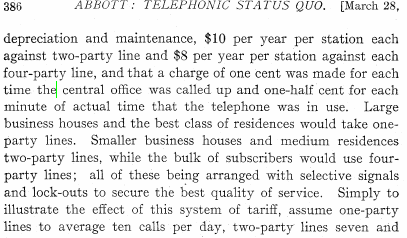 386 ABBOTT: TELEPHONIC STATUS QUO. [March 28,
depreciation and maintenance, $10 per year per station each
against two-party line and $8 per year per station against each
four-party line, and that a charge of one cent was made for each
time the central office was called up and one-half cent for each
minute of actual time that the telephone was in use. Large
business houses and the best class of residences would take one-
party lines. Smaller business houses and medium residences
two-party lines, while the bulk of subscribers would use four-
party lines; all of these being arranged with selective signals
and lock-outs to secure the best quality of service. Simply to
illustrate the effect of this system of tariff, assume one-party
lines to average ten calls per day, two-party lines seven and